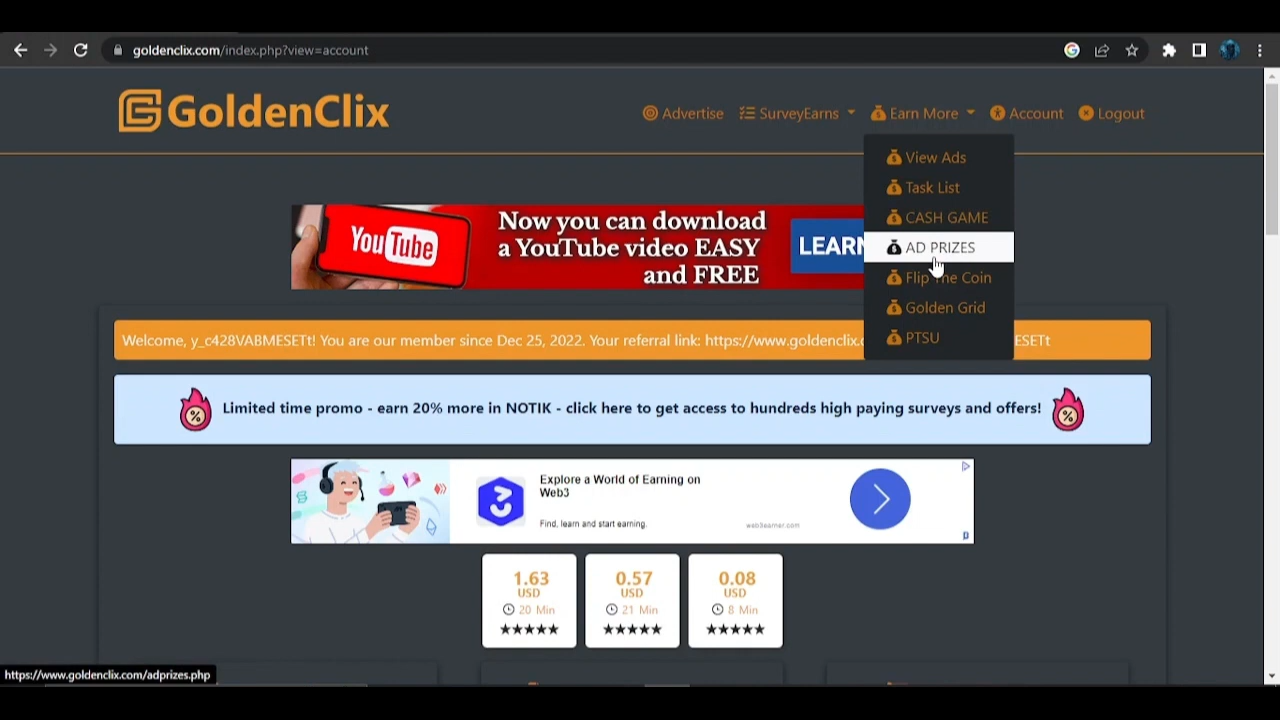 goldenclix.com/index.php?view=account
GoldenClix
Advertise
SurveyEarns
Earn More
Account
Logout
View Ads
Task List
CASH GAME
AD PRIZES
Flip The Coin
Golden Grid
PTSU
YouTube
Now you can download
a YouTube video EASY
and FREE
LEARN
Welcome, y_c428VABMESETt! You are our member since Dec 25, 2022. Your referral link: https://www.goldenclix.c
ESETt
Limited time promo - earn 20% more in NOTIK - click here to get access to hundreds high paying surveys and offers!
Explore a World of Earning on
Web3
Find, learn and start earning.
web3earner.com
1.63
USD
20 Min
0.57
USD
21 Min
0.08
USD
8 Min
https://www.goldenclix.com/adprizes.php